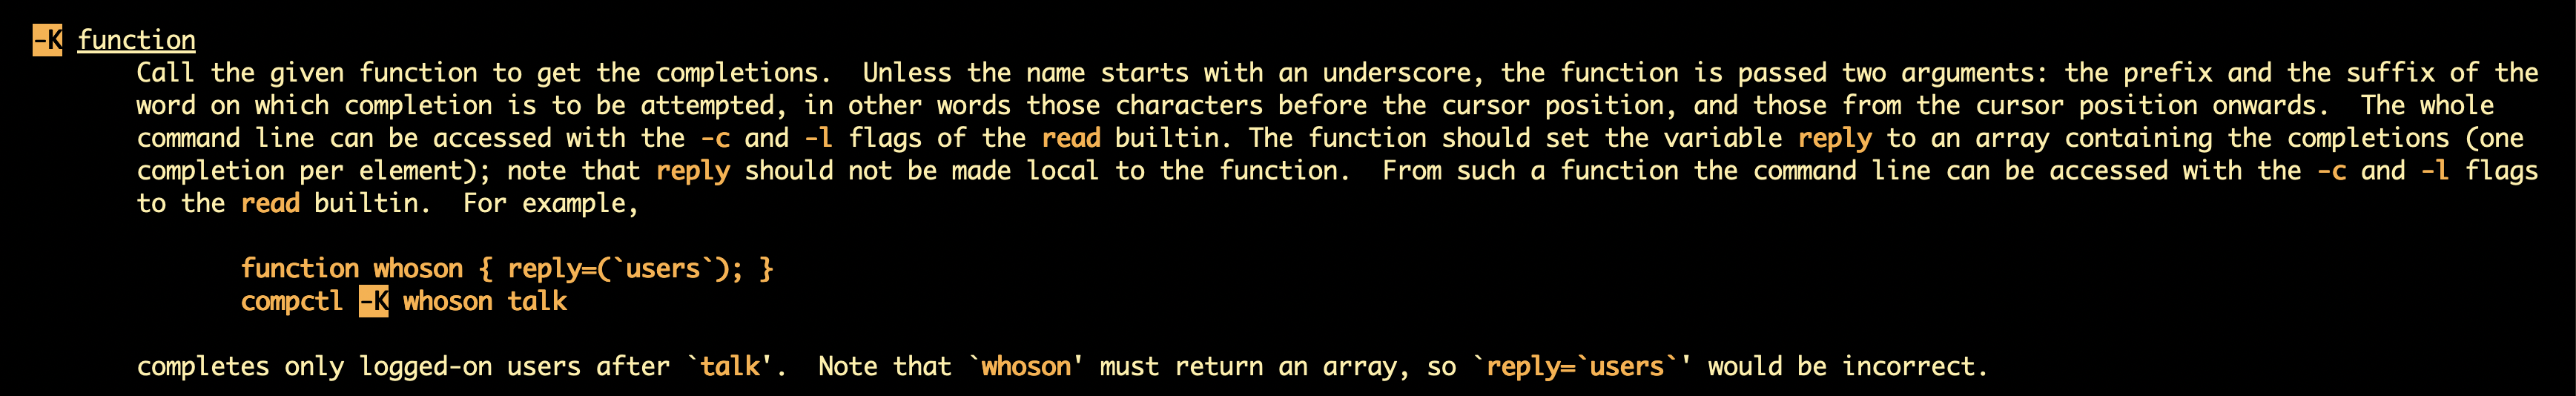 -K function
Call the given function to get the completions.  Unless the name starts with an underscore, the function is passed two arguments: the prefix and the suffix of the
word on which completion is to be attempted, in other words those characters before the cursor position, and those from the cursor position onwards.  The whole
command line can be accessed with the -c and -l flags of the read builtin. The function should set the variable reply to an array containing the completions (one
completion per element); note that reply should not be made local to the function.  From such a function the command line can be accessed with the -c and -l flags
to the read builtin.  For example,
function whoson { reply=(`users`); }
compctl -K whoson talk
completes only logged-on users after `talk'.  Note that `whoson' must return an array, so `reply=`users`' would be incorrect.